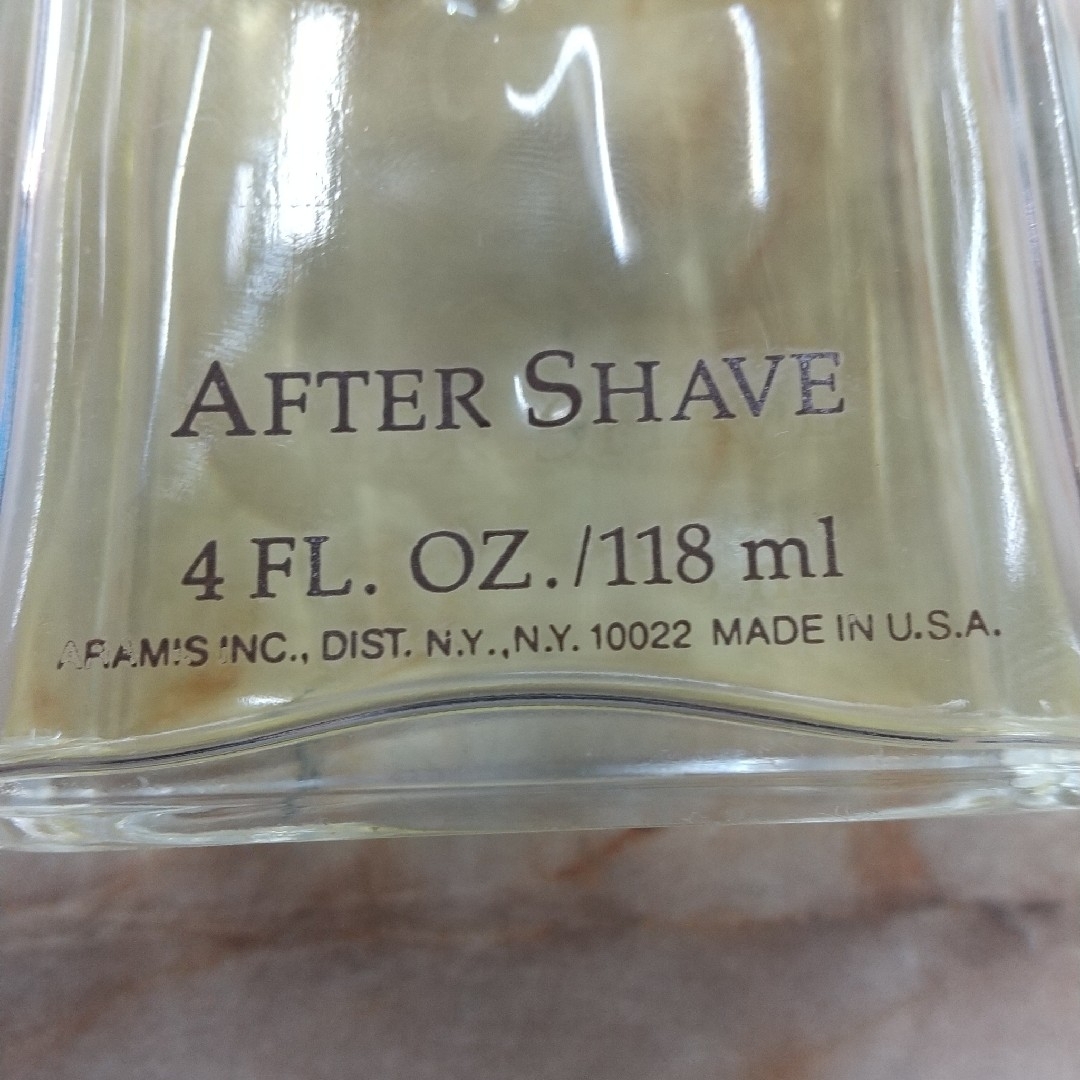 AFTER SHAVE
4 FL. OZ./118 ml
ARAMIS INC., DIST. N.Y.,N.Y. 10022 MADE IN U.S.A.